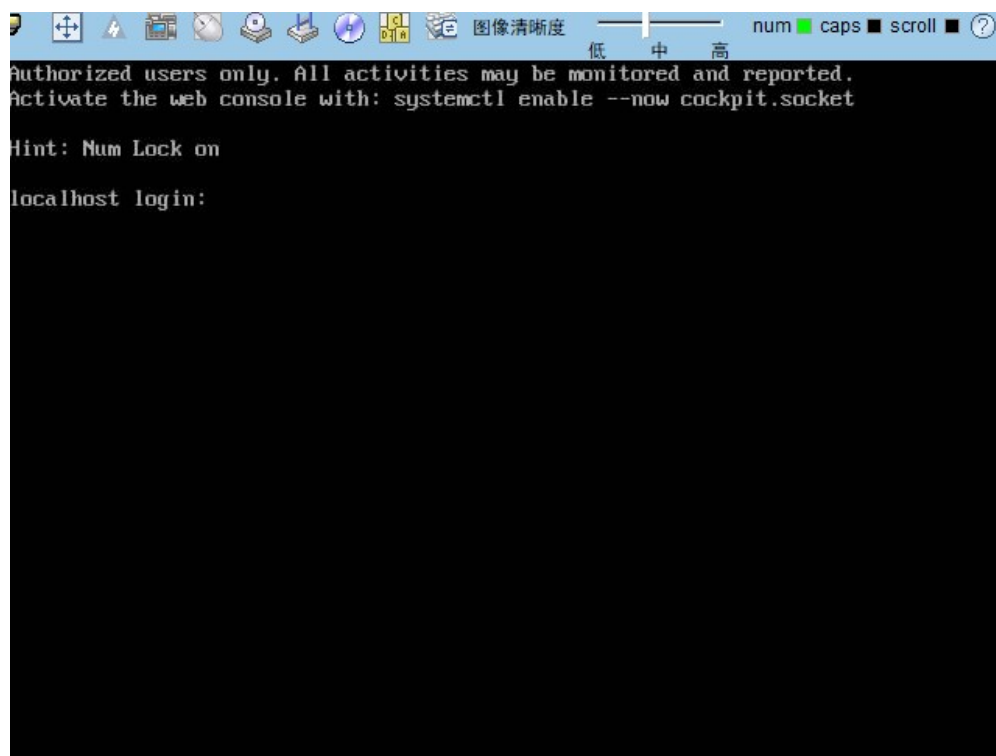 图像清晰度 低 中 高 num caps scroll ?
Authorized users only. All activities may be monitored and reported.
Activate the web console with: systemctl enable --now cockpit.socket
Hint: Num Lock on
localhost login: